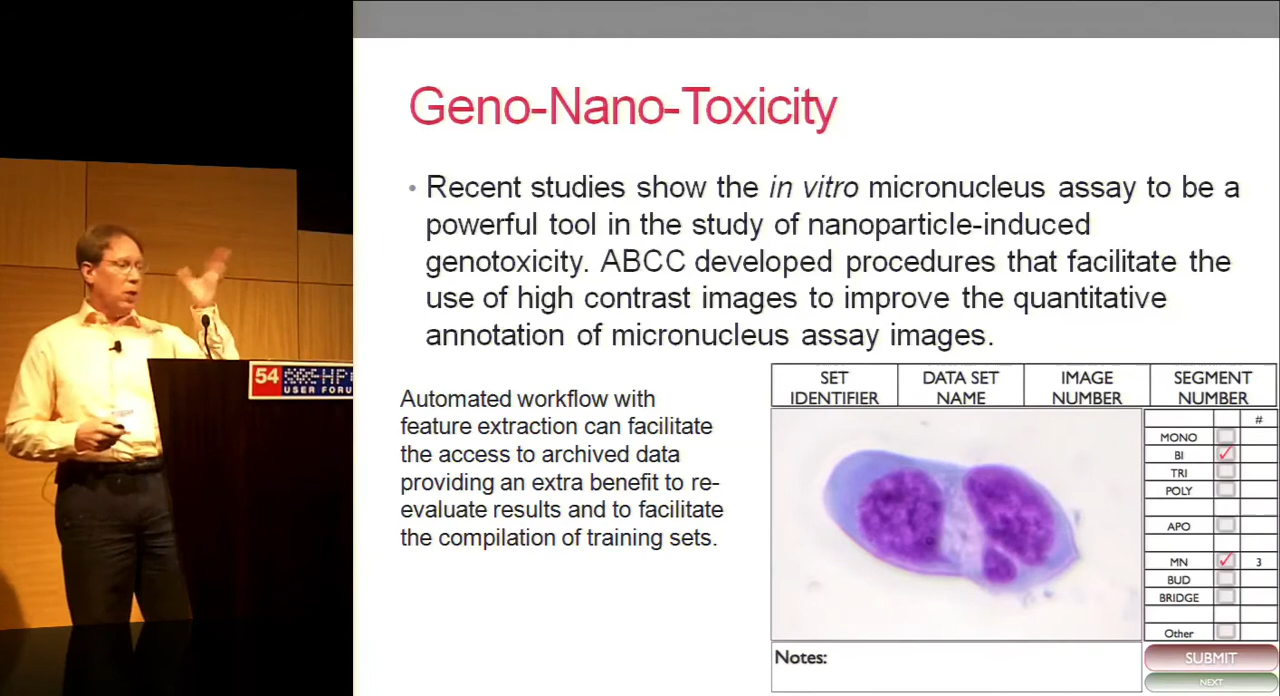 Geno-Nano-Toxicity
• Recent studies show the in vitro micronucleus assay to be a
powerful tool in the study of nanoparticle-induced
genotoxicity. ABCC developed procedures that facilitate the
use of high contrast images to improve the quantitative
annotation of micronucleus assay images.
Automated workflow with
feature extraction can facilitate
the access to archived data
providing an extra benefit to re-
evaluate results and to facilitate
the compilation of training sets.
SET IDENTIFIER
DATA SET NAME
IMAGE NUMBER
SEGMENT NUMBER
#
MONO
BI
TRI
POLY
APO
MN 3
BUD
BRIDGE
Other
Notes:
SUBMIT
NEXT
54 HP
USER FORU